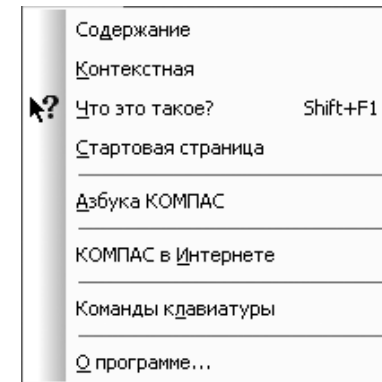 Содержание
Контекстная
Что это такое? Shift+F1
Стартовая страница
Азбука КОМПАС
КОМПАС в Интернете
Команды клавиатуры
О программе...